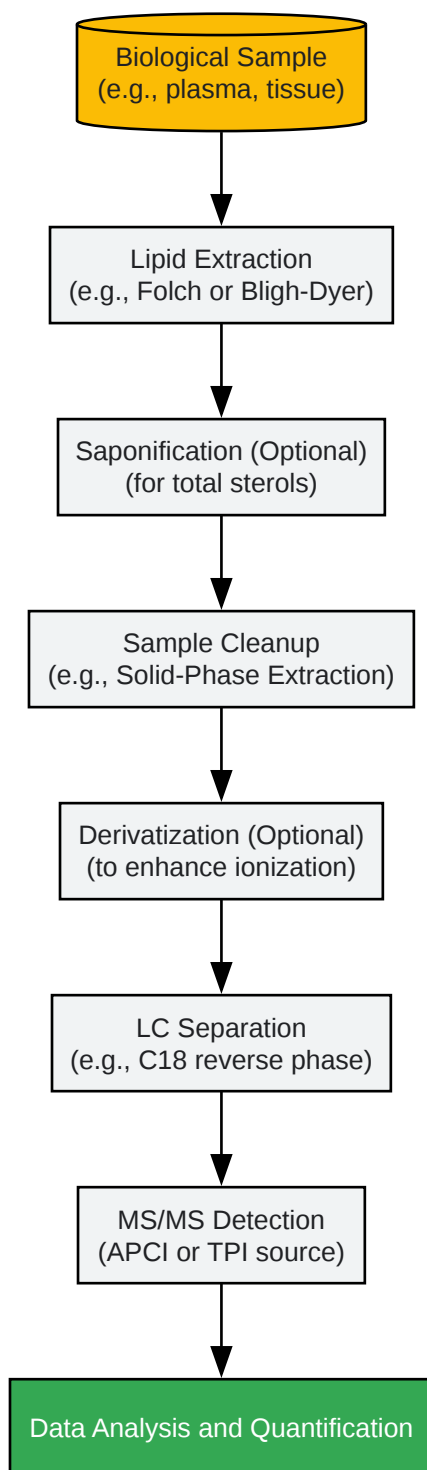 Biological Sample
(e.g., plasma, tissue)
Lipid Extraction
(e.g., Folch or Bligh-Dyer)
Saponification (Optional)
(for total sterols)
Sample Cleanup
(e.g., Solid-Phase Extraction)
Derivatization (Optional)
(to enhance ionization)
LC Separation
(e.g., C18 reverse phase)
MS/MS Detection
(APCI or TPI source)
Data Analysis and Quantification